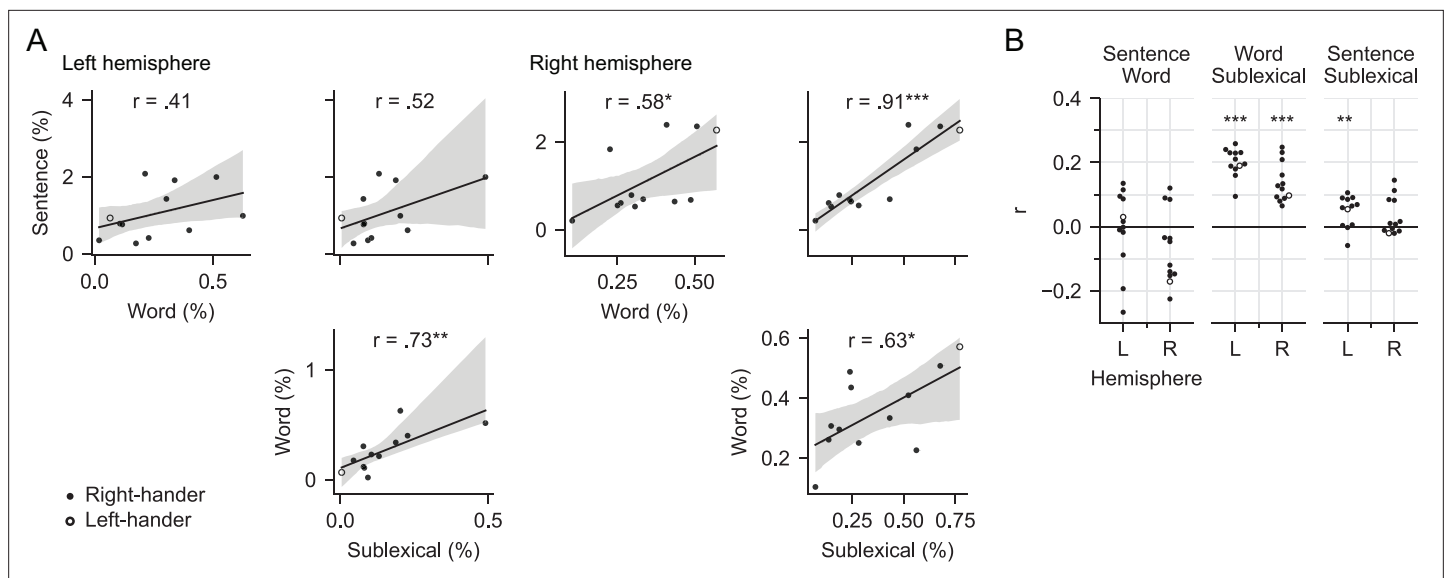 A
Left hemisphere
Right hemisphere
r = .41
r = .52
r = .58*
r = .91***
Sentence (%)
4
2
0
2
0
0.0
0.5
Word (%)
0.25
0.50
Word (%)
r = .73**
r = .63*
Word (%)
1
0
0.0
0.5
Sublexical (%)
Word (%)
0.6
0.4
0.2
0.25
0.50
0.75
Sublexical (%)
Right-hander
Left-hander
B
Sentence
Word
Word
Sublexical
Sentence
Sublexical
r
0.4
0.2
0.0
−0.2
***
***
**
L
R
L
R
L
R
Hemisphere